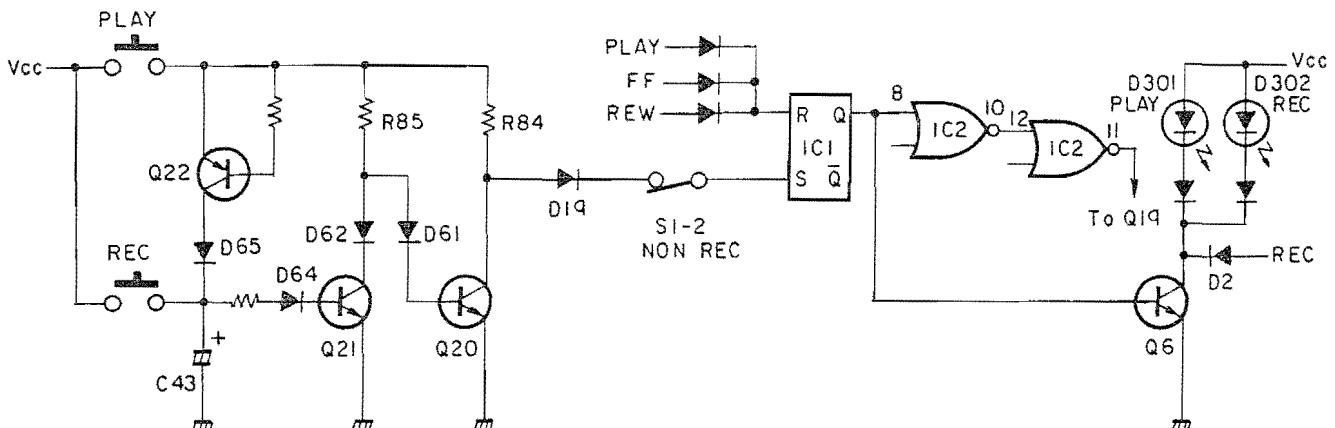 PLAY
Vcc
R85
R84
Q22
D65
D62
D61
REC
D64
+
C43
Q21
Q20
PLAY
FF
REW
D19
S1-2
NON REC
R Q
IC1
S Q̅
8
IC2
10
12
IC2
11
To Q19
Vcc
D301
PLAY
D302
REC
D2
REC
Q6